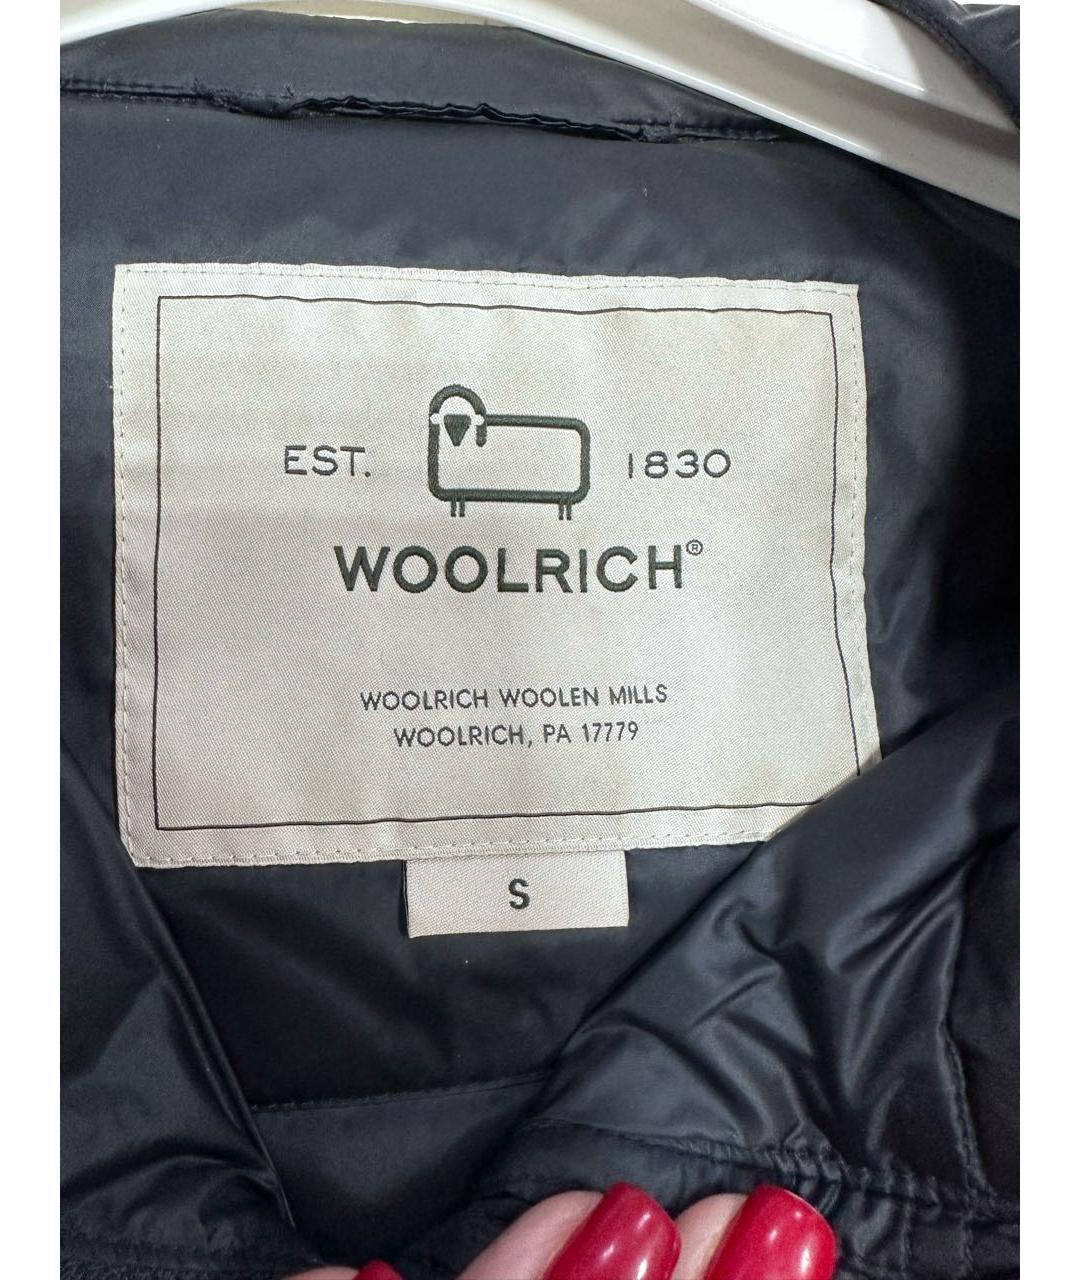 EST. 1830
WOOLRICH®
WOOLRICH WOOLEN MILLS
WOOLRICH, PA 17779
S